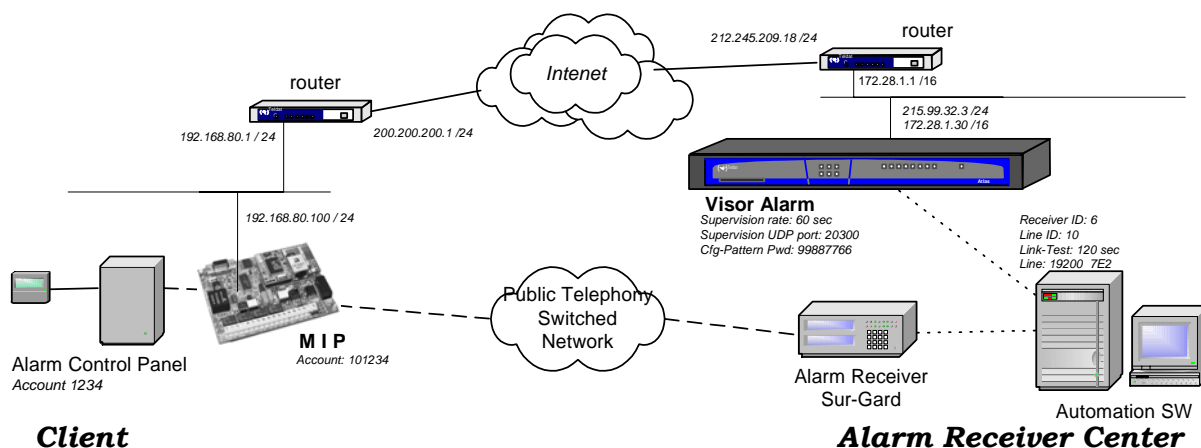 212.245.209.18 /24
router
Intenet
172.28.1.1 /16
router
215.99.32.3 /24
172.28.1.30 /16
192.168.80.1 / 24
200.200.200.1 /24
Atlas
Visor Alarm
Supervision rate: 60 sec
Supervision UDP port: 20300
Cfg-Pattern Pwd: 99887766
192.168.80.100 / 24
Receiver ID: 6
Line ID: 10
Link-Test: 120 sec
Line: 19200 7E2
Public Telephony
Switched
Network
M I P
Account: 101234
Alarm Control Panel
Account 1234
Alarm Receiver
Sur-Gard
Automation SW
Client
Alarm Receiver Center